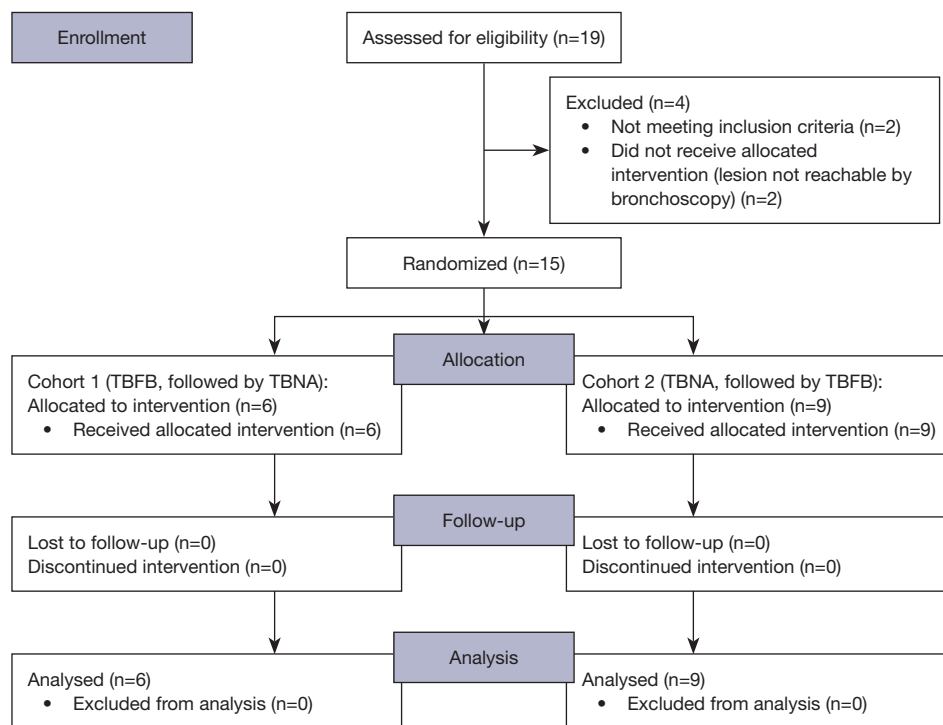 Enrollment
Assessed for eligibility (n=19)
Excluded (n=4)
• Not meeting inclusion criteria (n=2)
• Did not receive allocated
intervention (lesion not reachable by
bronchoscopy) (n=2)
Randomized (n=15)
Allocation
Cohort 1 (TBFB, followed by TBNA):
Allocated to intervention (n=6)
• Received allocated intervention (n=6)
Cohort 2 (TBNA, followed by TBFB):
Allocated to intervention (n=9)
• Received allocated intervention (n=9)
Follow-up
Lost to follow-up (n=0)
Discontinued intervention (n=0)
Lost to follow-up (n=0)
Discontinued intervention (n=0)
Analysis
Analysed (n=6)
• Excluded from analysis (n=0)
Analysed (n=9)
• Excluded from analysis (n=0)